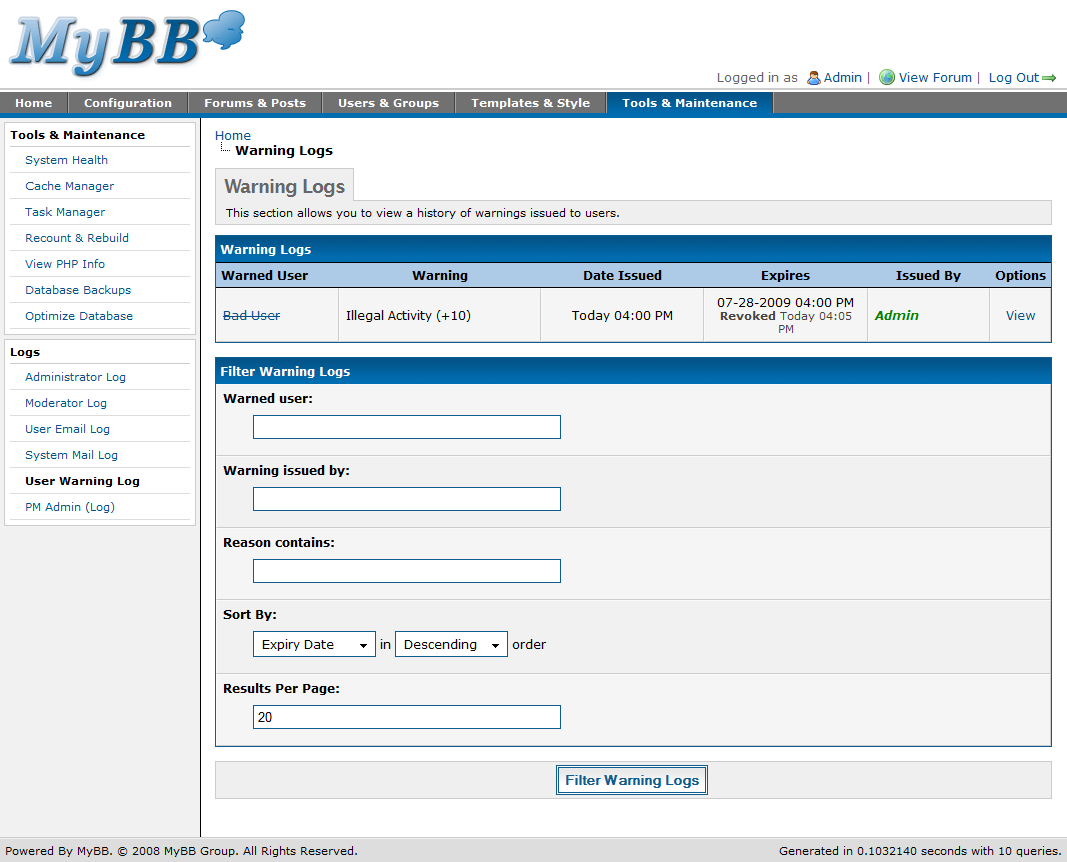 MyBB
Logged in as Admin | View Forum | Log Out
Home Configuration Forums & Posts Users & Groups Templates & Style Tools & Maintenance
Tools & Maintenance
System Health
Cache Manager
Task Manager
Recount & Rebuild
View PHP Info
Database Backups
Optimize Database
Logs
Administrator Log
Moderator Log
User Email Log
System Mail Log
User Warning Log
PM Admin (Log)
Home
Warning Logs
Warning Logs
This section allows you to view a history of warnings issued to users.
Warning Logs
Warned User Warning Date Issued Expires Issued By Options
Bad User Illegal Activity (+10) Today 04:00 PM 07-28-2009 04:00 PM
Revoked Today 04:05
PM
Admin View
Filter Warning Logs
Warned user:
Warning issued by:
Reason contains:
Sort By:
Expiry Date in Descending order
Results Per Page:
20
Filter Warning Logs
Powered By MyBB. © 2008 MyBB Group. All Rights Reserved.
Generated in 0.1032140 seconds with 10 queries.